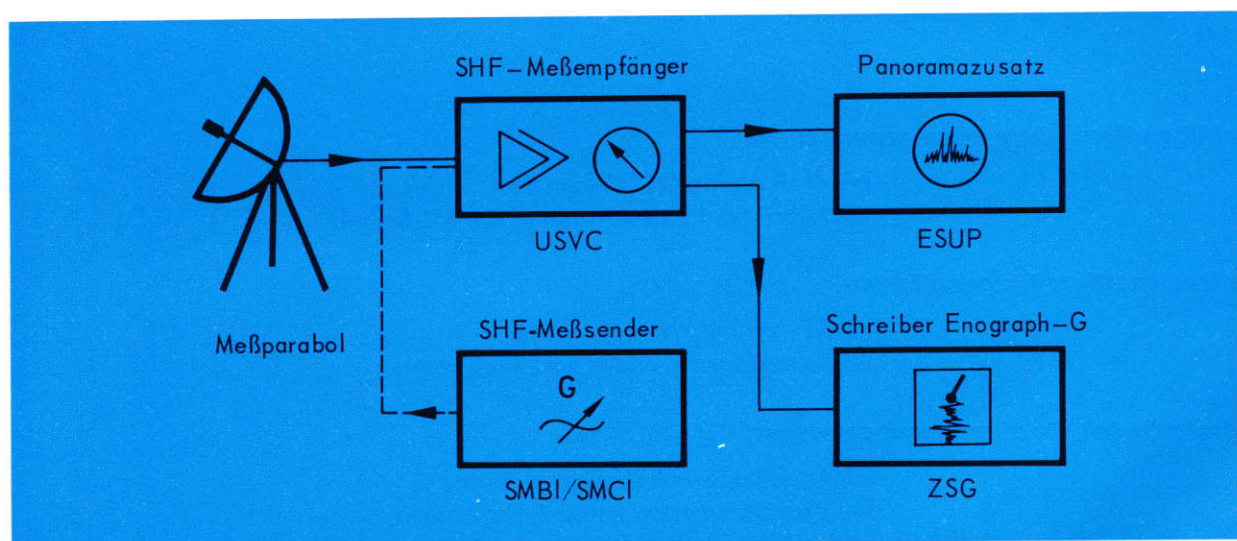 SHF–Meßempfänger
Panoramazusatz
USVC
ESUP
Meßparabol
SHF-Meßsender
Schreiber Enograph–G
G
SMBI/SMCI
ZSG